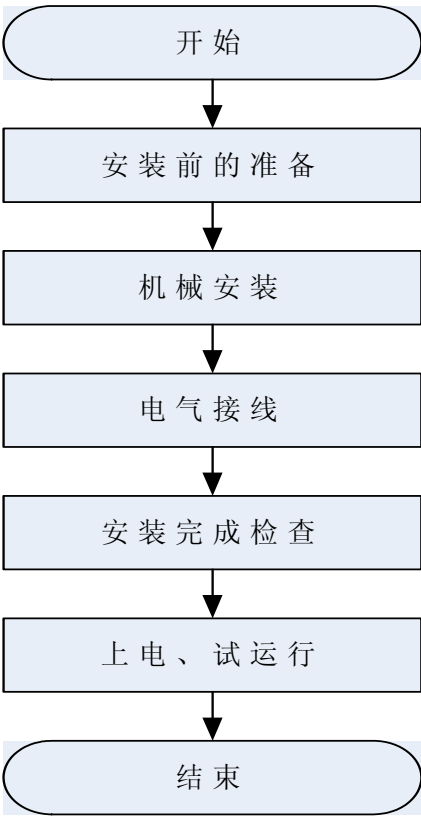 开始
安装前的准备
机械安装
电气接线
安装完成检查
上电、试运行
结束